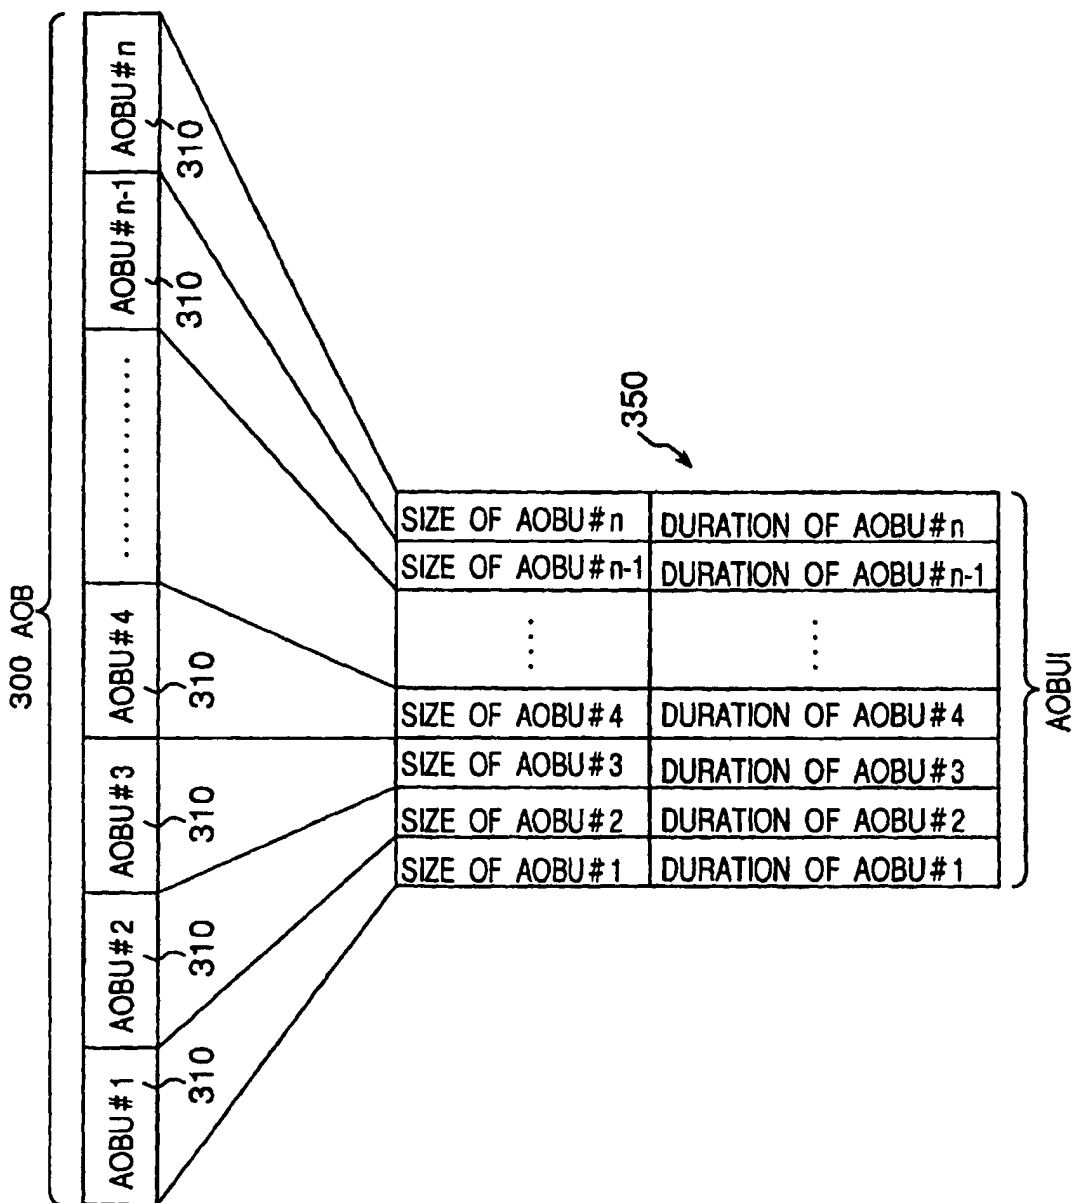 300 AOB
AOBU#1
AOBU#2
AOBU#3
AOBU#4
............
AOBU#n-1
AOBU#n
310
310
310
310
310
310
350
SIZE OF AOBU#n DURATION OF AOBU#n
SIZE OF AOBU#n-1 DURATION OF AOBU#n-1
..... .....
SIZE OF AOBU#4 DURATION OF AOBU#4
SIZE OF AOBU#3 DURATION OF AOBU#3
SIZE OF AOBU#2 DURATION OF AOBU#2
SIZE OF AOBU#1 DURATION OF AOBU#1
AOBUI